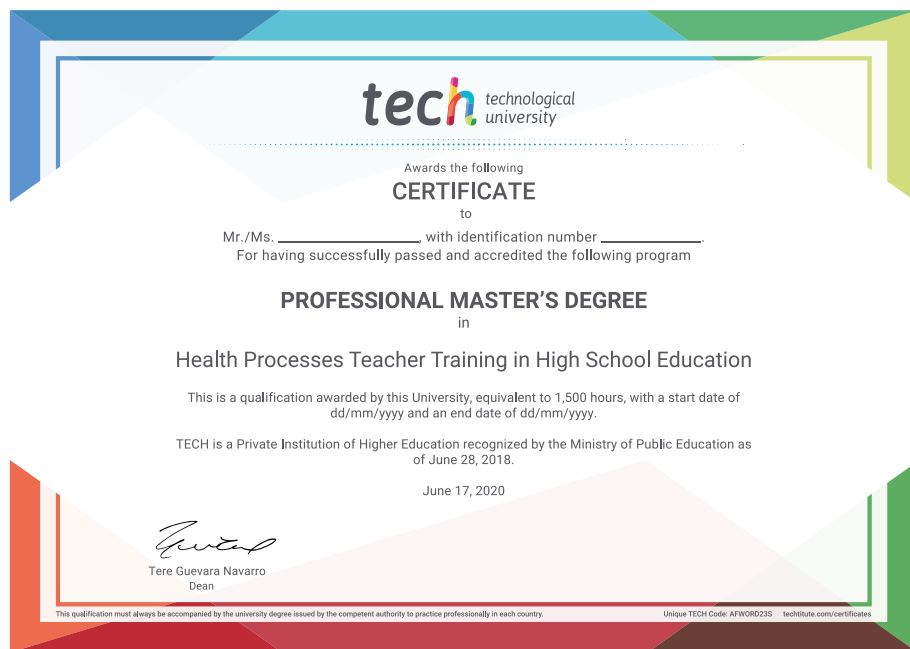 tech technological
university
Awards the following
CERTIFICATE
to
Mr./Ms. ____________, with identification number ____________.
For having successfully passed and accredited the following program
PROFESSIONAL MASTER'S DEGREE
in
Health Processes Teacher Training in High School Education
This is a qualification awarded by this University, equivalent to 1,500 hours, with a start date of
dd/mm/yyyy and an end date of dd/mm/yyyy.
TECH is a Private Institution of Higher Education recognized by the Ministry of Public Education as
of June 28, 2018.
June 17, 2020
Tere Guevara Navarro
Dean
This qualification must always be accompanied by the university degree issued by the competent authority to practice professionally in each country. Unique TECH Code: AFWORD23S techtitute.com/certificates